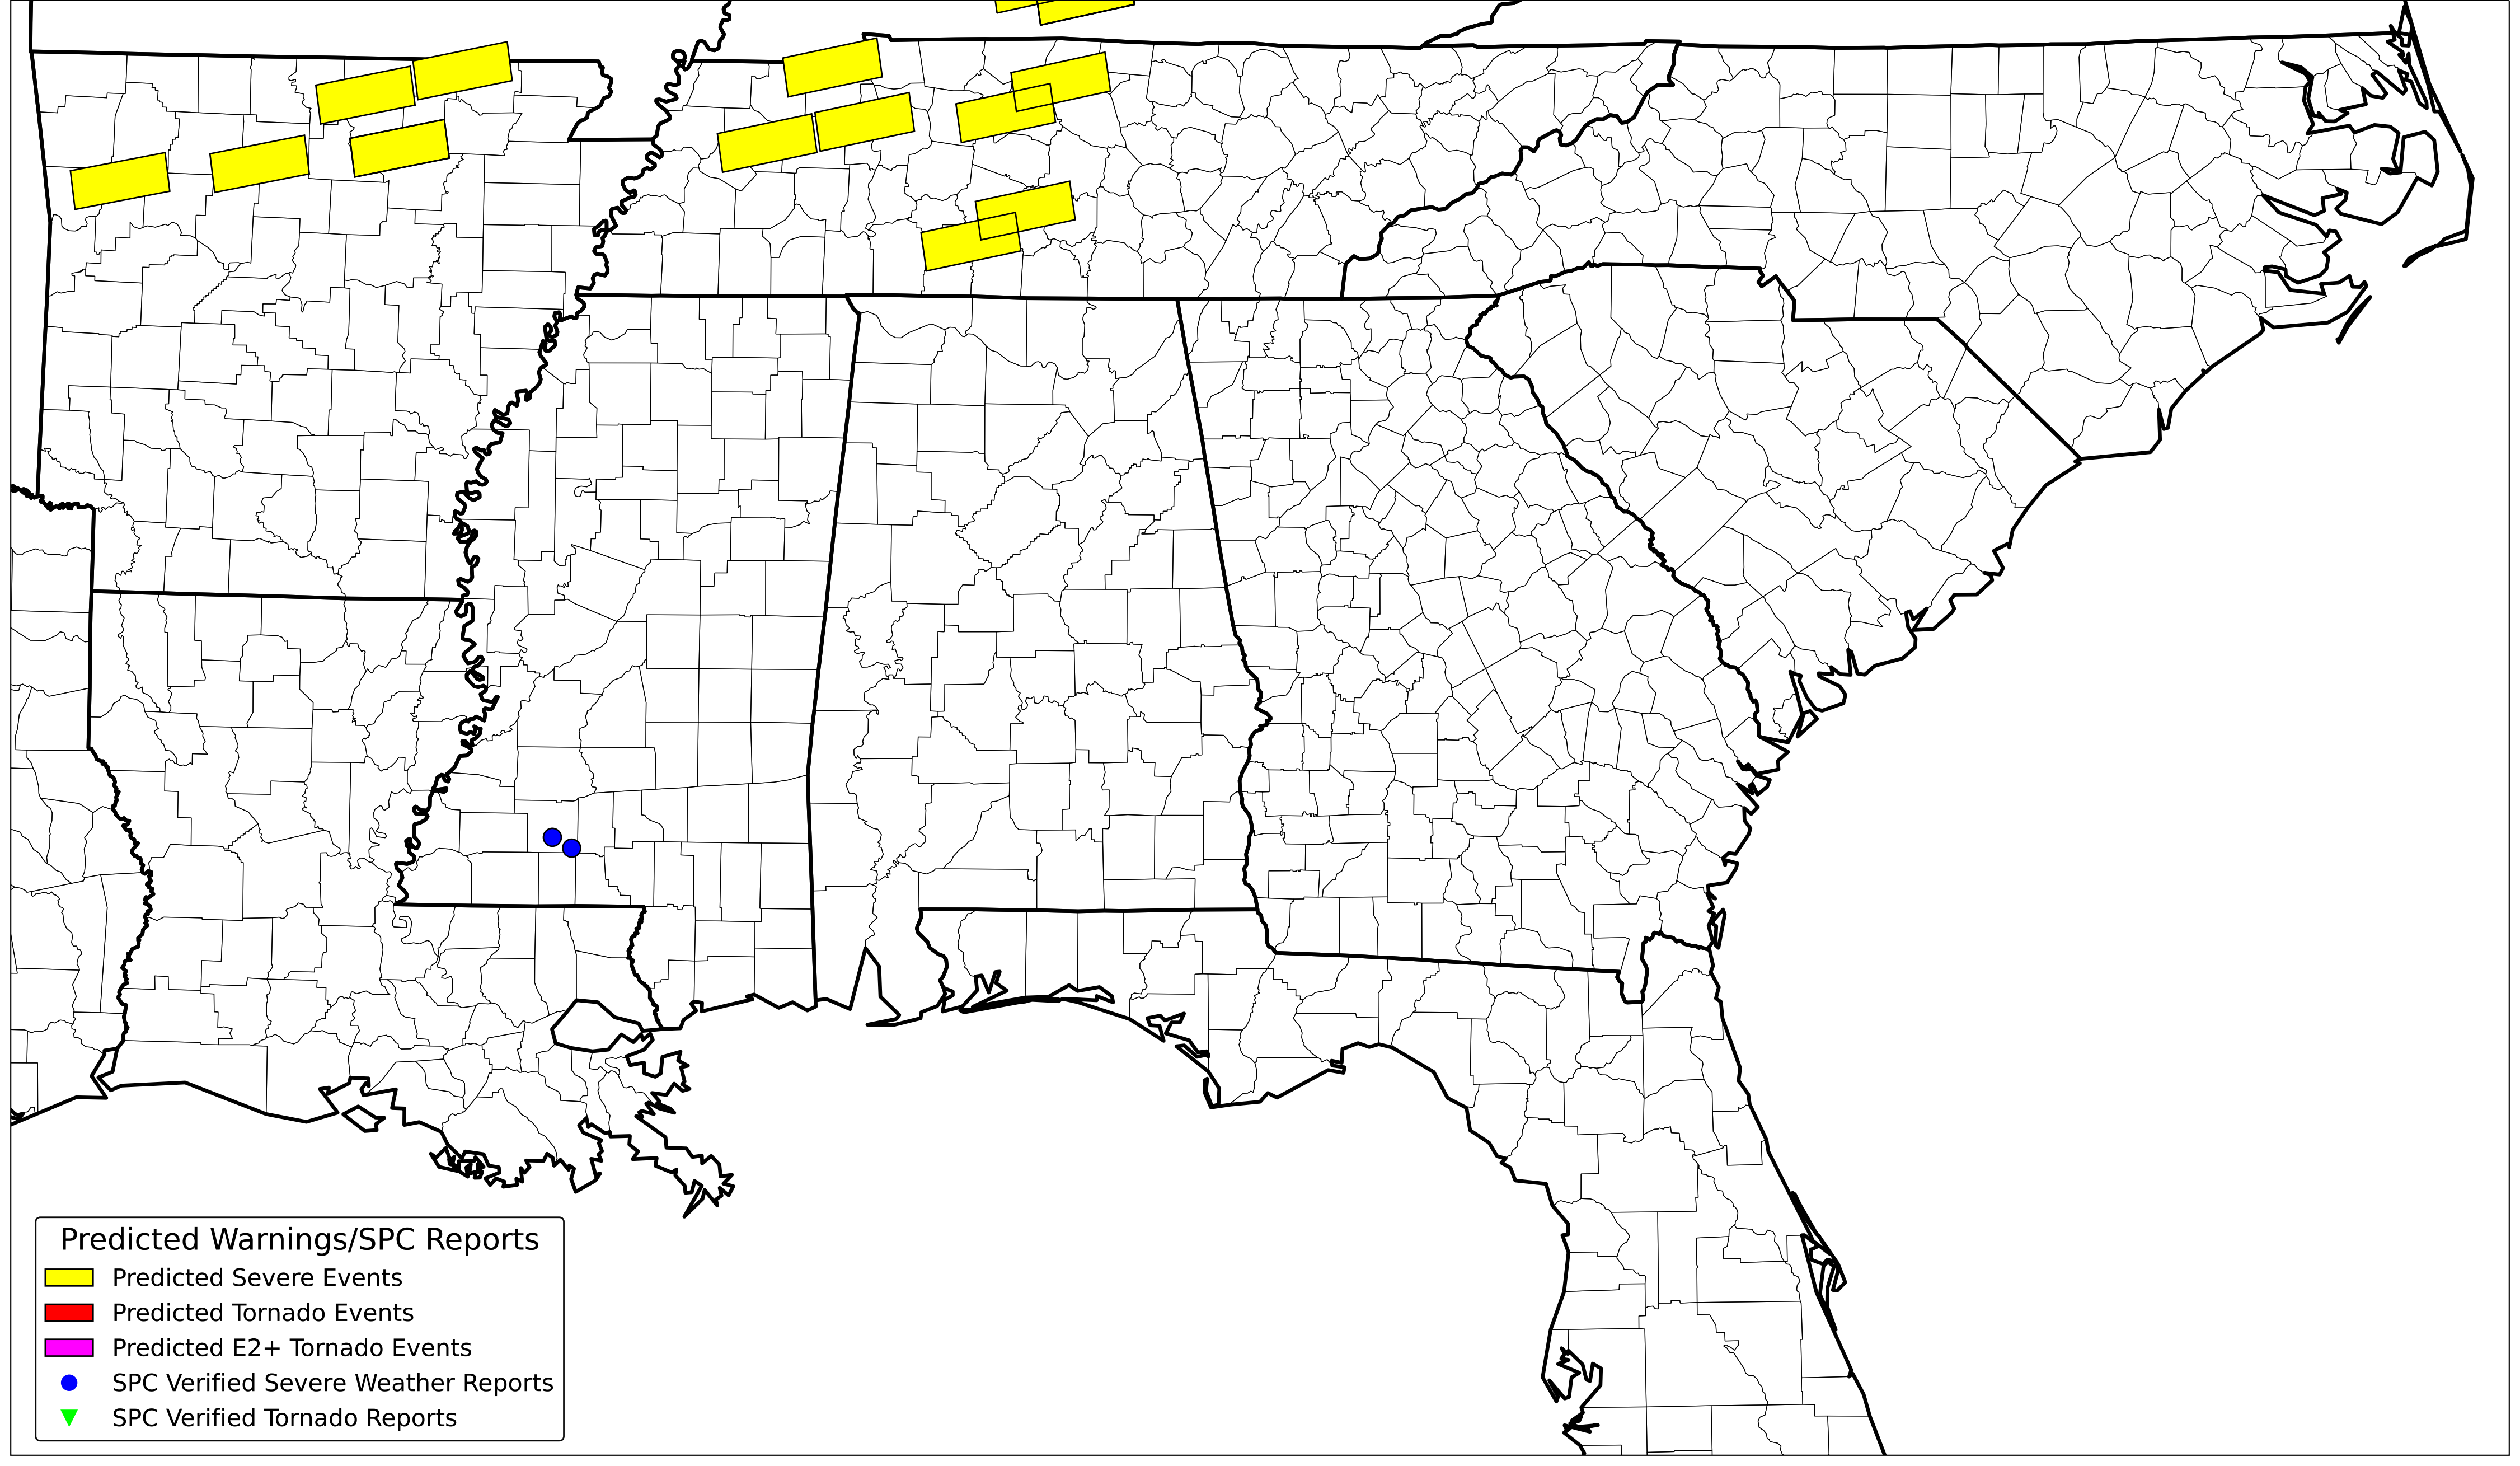 Predicted Warnings/SPC Reports
Predicted Severe Events
Predicted Tornado Events
Predicted E2+ Tornado Events
SPC Verified Severe Weather Reports
SPC Verified Tornado Reports